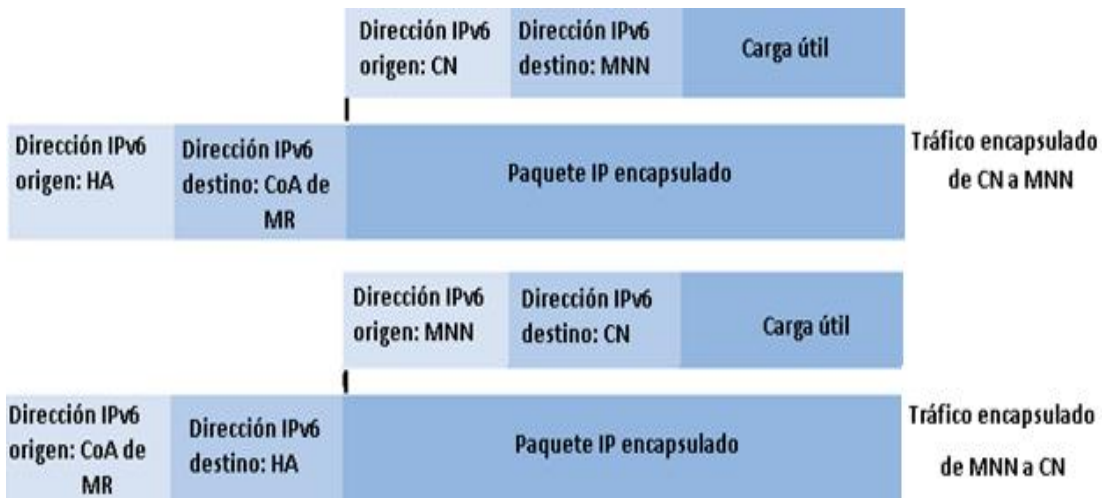 Dirección IPv6
origen: CN
Dirección IPv6
destino: MNN
Carga útil
Dirección IPv6
origen: HA
Dirección IPv6
destino: CoA de
MR
Paquete IP encapsulado
Tráfico encapsulado
de CN a MNN
Dirección IPv6
origen: MNN
Dirección IPv6
destino: CN
Carga útil
Dirección IPv6
origen: CoA de
MR
Dirección IPv6
destino: HA
Paquete IP encapsulado
Tráfico encapsulado
de MNN a CN